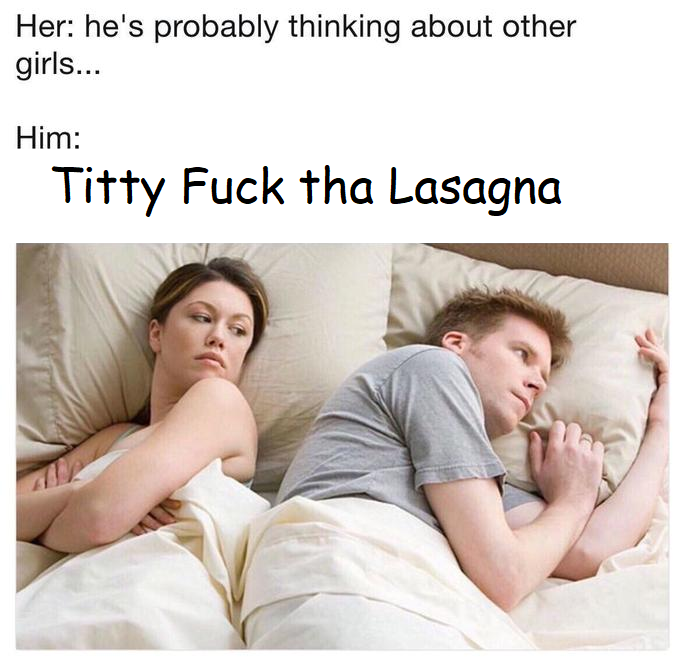 Her: he's probably thinking about other
girls...
Him:
Titty Fuck tha Lasagna